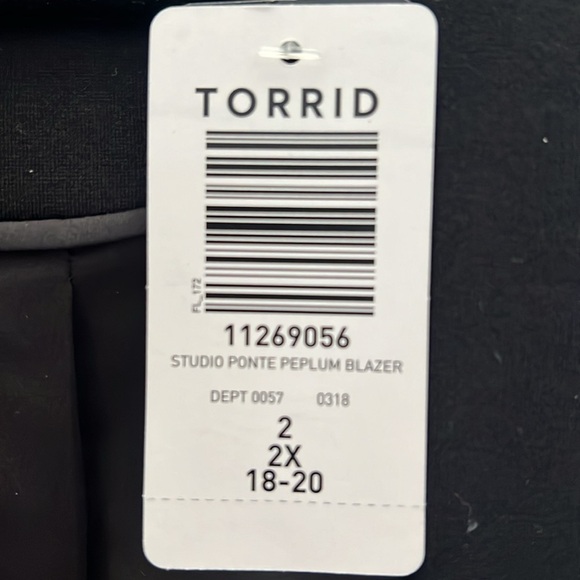 TORRID
FL_172
11269056
STUDIO PONTE PEPLUM BLAZER
DEPT 0057 0318
2
2X
18-20